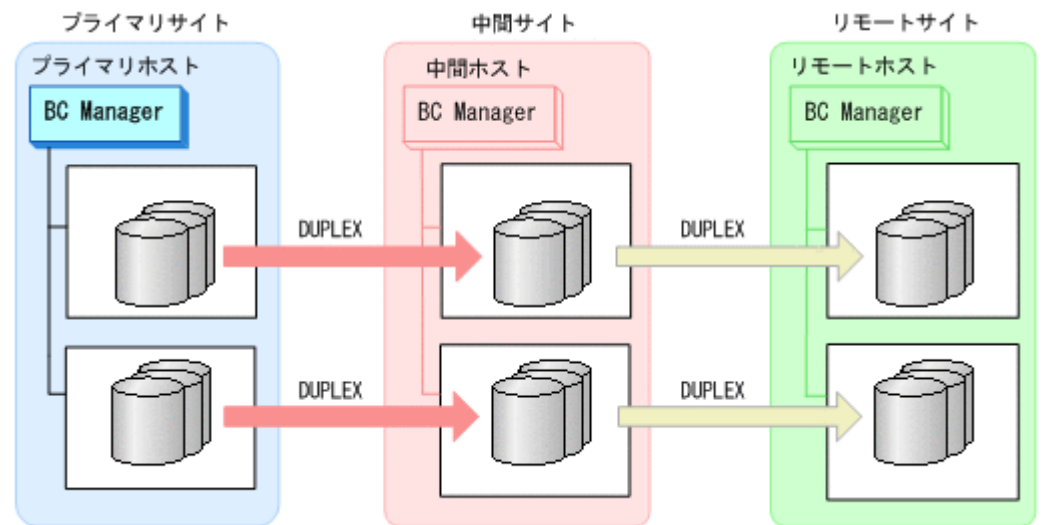 プライマリサイト
中間サイト
リモートサイト
プライマリホスト
中間ホスト
リモートホスト
BC Manager
BC Manager
BC Manager
DUPLEX
DUPLEX
DUPLEX
DUPLEX